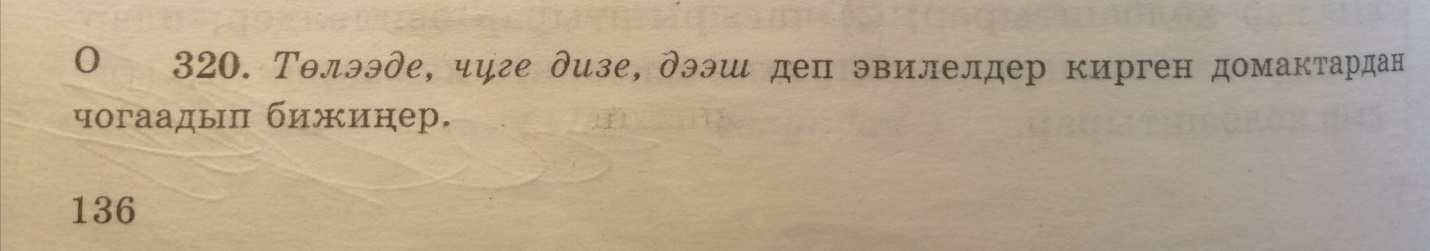 О 320. Төлээде, чүге дизе, дээш деп эвилелдер кирген домактардан
чогаадып бижиңер.
136